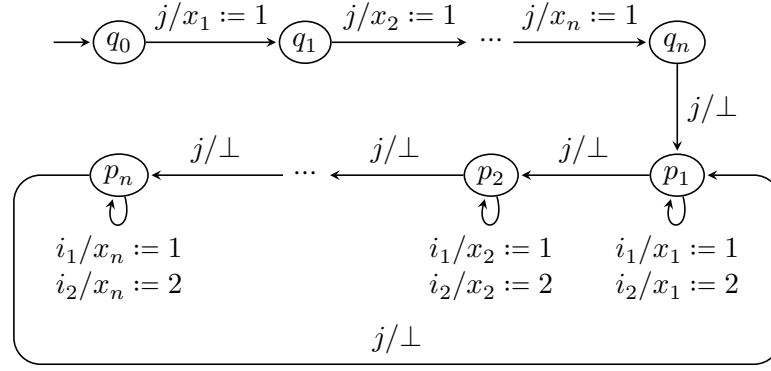 j/x₁ := 1 j/x₂ := 1 j/xₙ := 1
q₀ q₁ ... qₙ
j/⊥
j/⊥ j/⊥ j/⊥
pₙ ... p₂ p₁
i₁/xₙ := 1 i₁/x₂ := 1 i₁/x₁ := 1
i₂/xₙ := 2 i₂/x₂ := 2 i₂/x₁ := 2
j/⊥